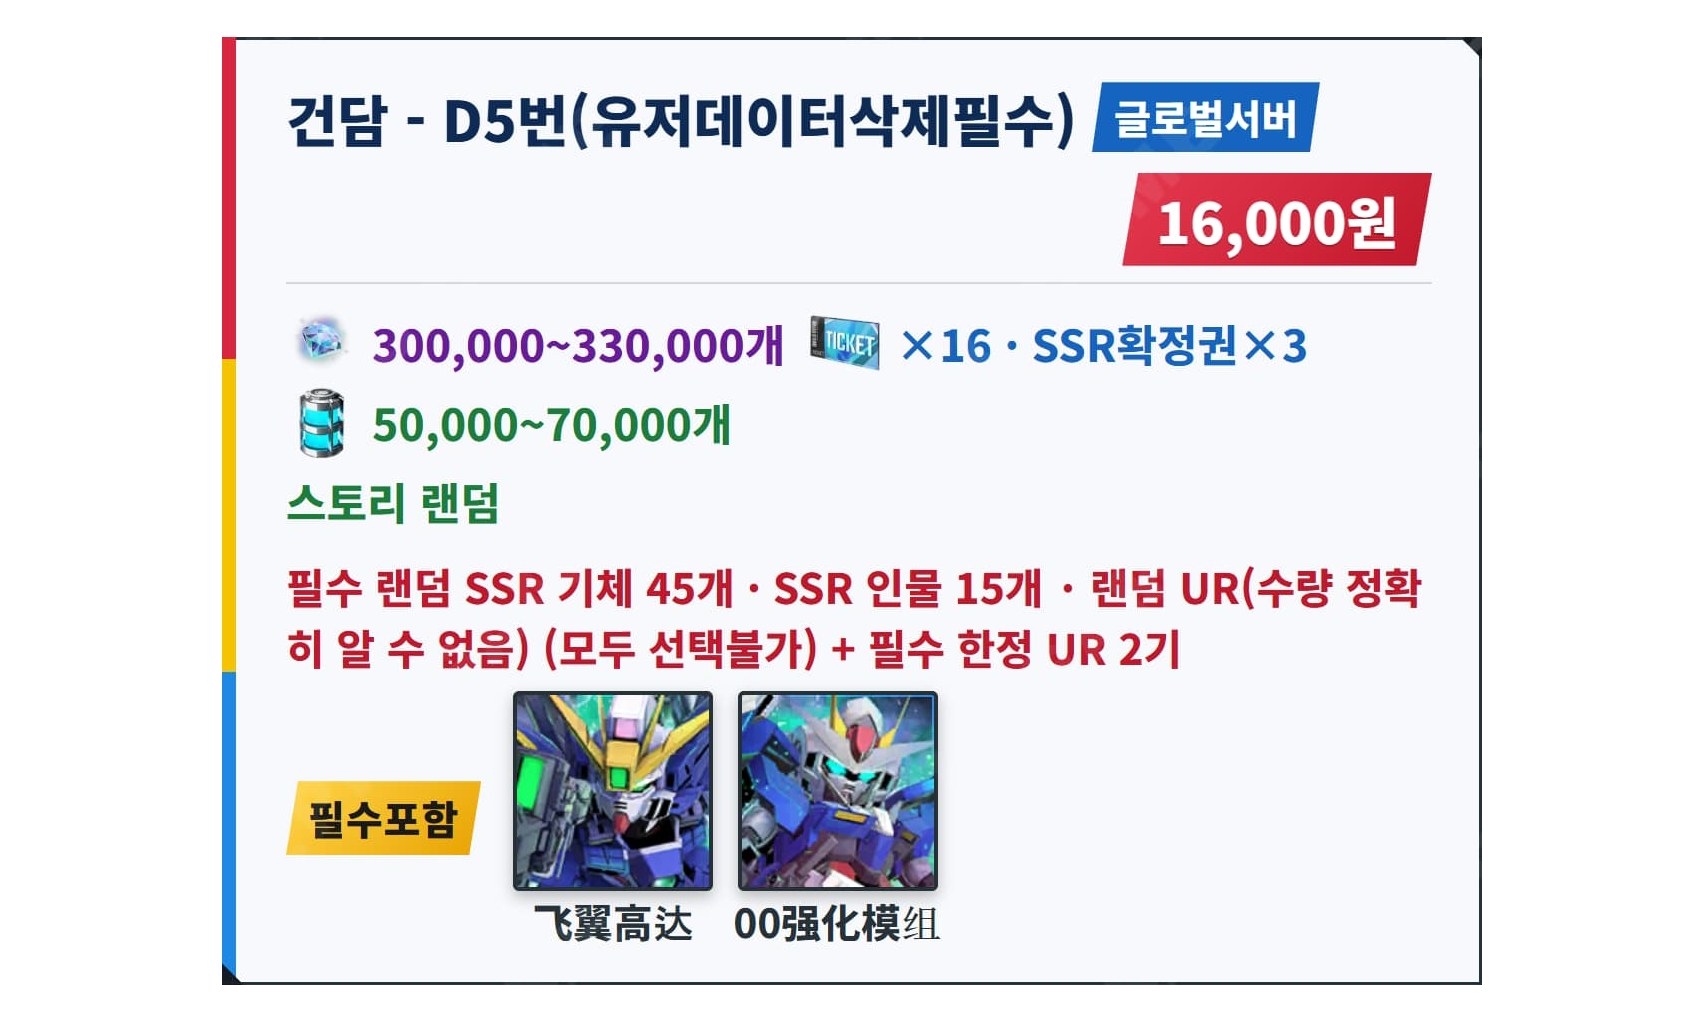 건담 - D5번(유저데이터삭제필수) 글로벌서버
16,000원
300,000~330,000개 TICKET ×16 · SSR확정권×3
50,000~70,000개
스토리 랜덤
필수 랜덤 SSR 기체 45개 · SSR 인물 15개 · 랜덤 UR(수량 정확
히 알 수 없음) (모두 선택불가) + 필수 한정 UR 2기
필수포함
飞翼高达 00强化模组